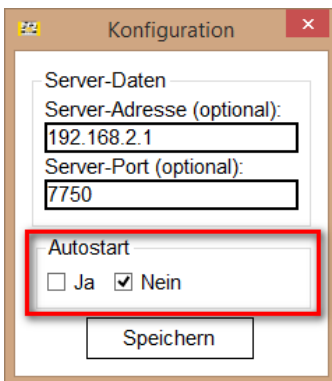 Konfiguration
Server-Daten
Server-Adresse (optional):
192.168.2.1
Server-Port (optional):
7750
Autostart
Ja Nein
Speichern